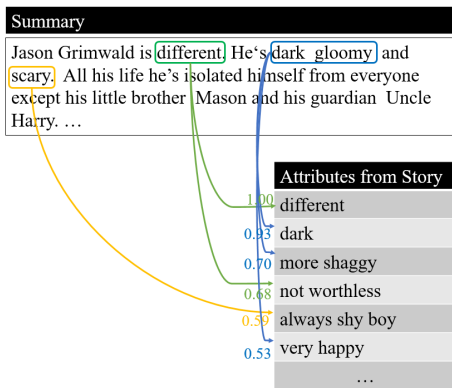 Summary
Jason Grimwald is different. He's dark gloomy and
scary. All his life he's isolated himself from everyone
except his little brother Mason and his guardian Uncle
Harry. …
Attributes from Story
1.00 different
0.93 dark
0.70 more shaggy
0.68 not worthless
0.59 always shy boy
0.53 very happy
…